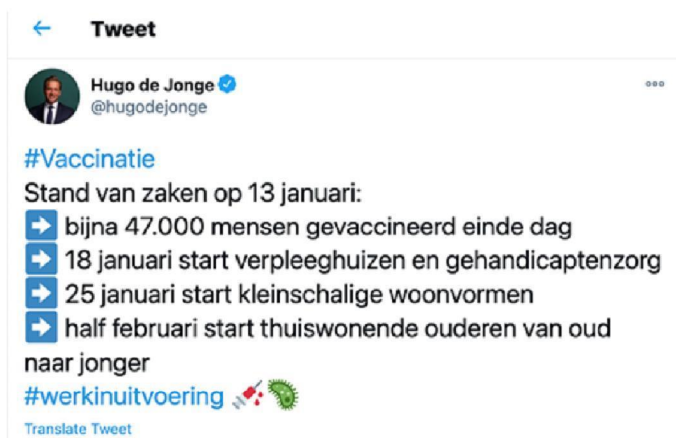 Tweet
Hugo de Jonge
@hugodejonge
#Vaccinatie
Stand van zaken op 13 januari:
➡️ bijna 47.000 mensen gevaccineerd einde dag
➡️ 18 januari start verpleeghuizen en gehandicaptenzorg
➡️ 25 januari start kleinschalige woonvormen
➡️ half februari start thuiswonende ouderen van oud
naar jonger
#werkinuitvoering 💉🦠
Translate Tweet